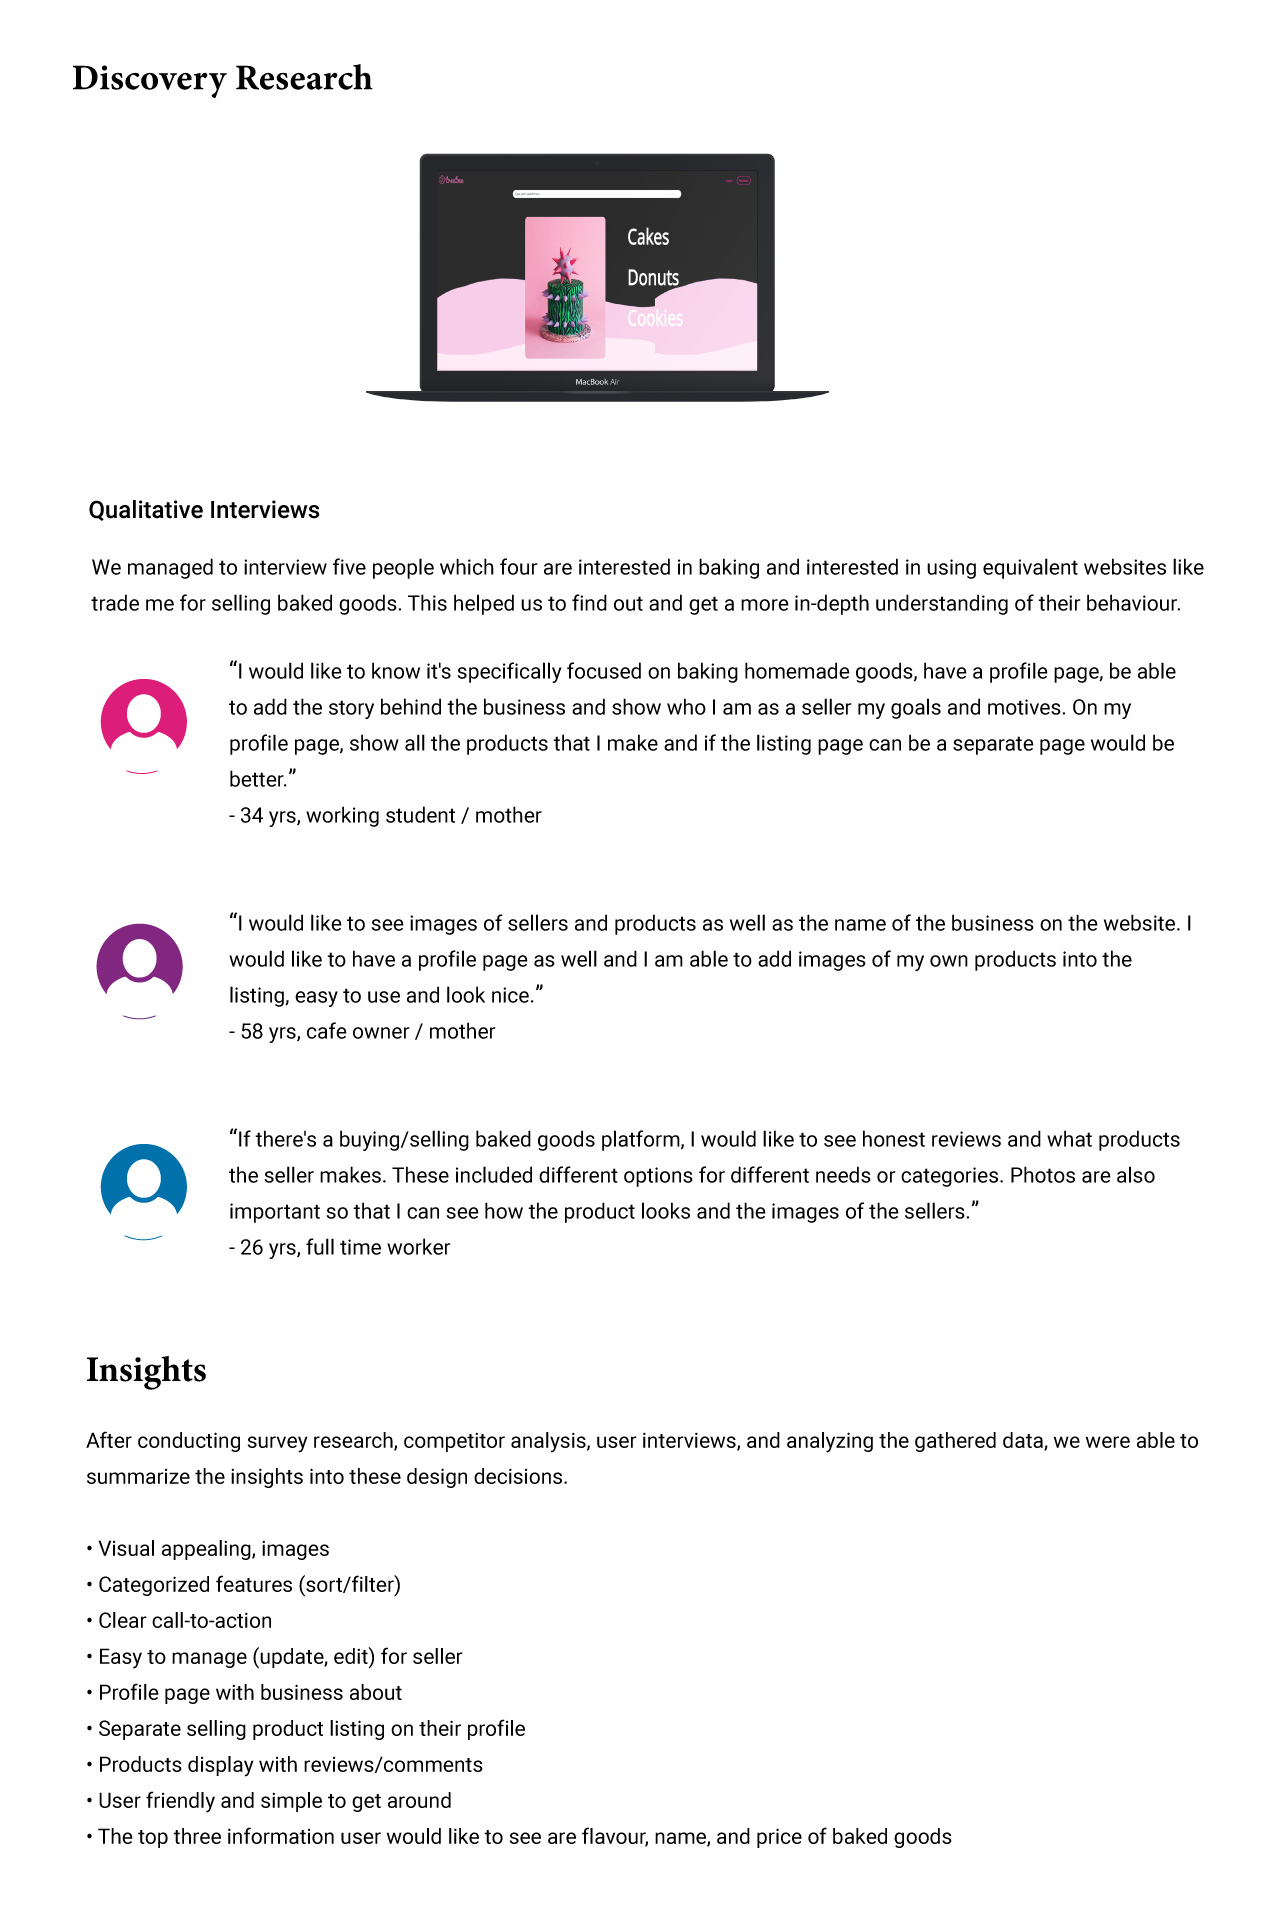 Discovery Research
Cakes
Donuts
Cookies
MacBook Air
Qualitative Interviews
We managed to interview five people which four are interested in baking and interested in using equivalent websites like
trade me for selling baked goods. This helped us to find out and get a more in-depth understanding of their behaviour.
“I would like to know it's specifically focused on baking homemade goods, have a profile page, be able
to add the story behind the business and show who I am as a seller my goals and motives. On my
profile page, show all the products that I make and if the listing page can be a separate page would be
better.”
- 34 yrs, working student / mother
“I would like to see images of sellers and products as well as the name of the business on the website. I
would like to have a profile page as well and I am able to add images of my own products into the
listing, easy to use and look nice.”
- 58 yrs, cafe owner / mother
“If there's a buying/selling baked goods platform, I would like to see honest reviews and what products
the seller makes. These included different options for different needs or categories. Photos are also
important so that I can see how the product looks and the images of the sellers.”
- 26 yrs, full time worker
Insights
After conducting survey research, competitor analysis, user interviews, and analyzing the gathered data, we were able to
summarize the insights into these design decisions.
• Visual appealing, images
• Categorized features (sort/filter)
• Clear call-to-action
• Easy to manage (update, edit) for seller
• Profile page with business about
• Separate selling product listing on their profile
• Products display with reviews/comments
• User friendly and simple to get around
• The top three information user would like to see are flavour, name, and price of baked goods